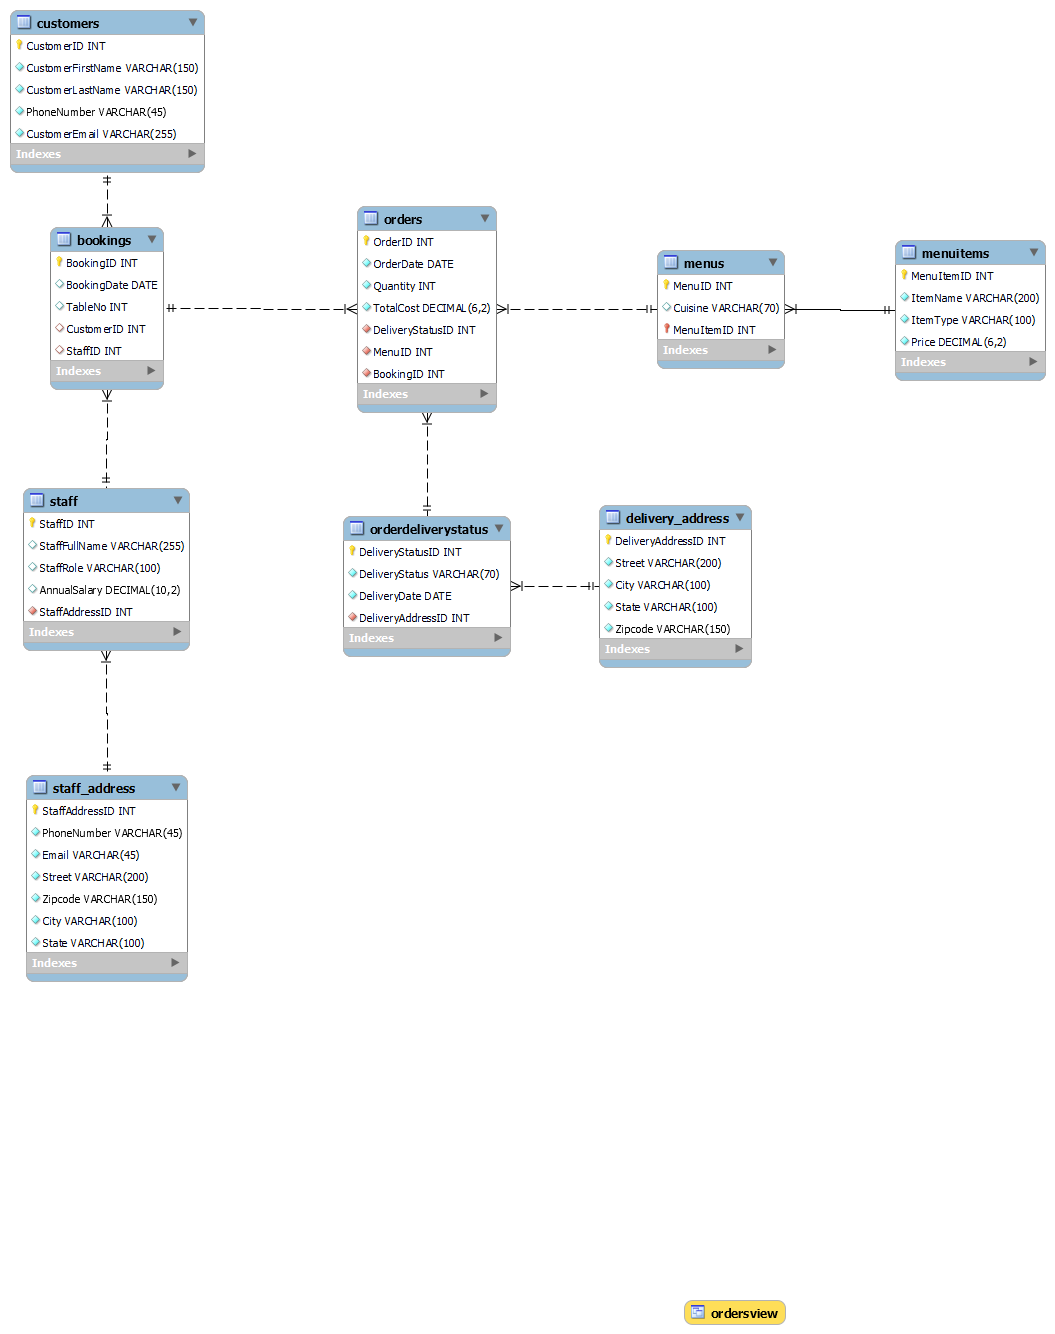 customers
CustomerID INT
CustomerFirstName VARCHAR(150)
CustomerLastName VARCHAR(150)
PhoneNumber VARCHAR(45)
CustomerEmail VARCHAR(255)
Indexes
bookings
BookingID INT
BookingDate DATE
TableNo INT
CustomerID INT
StaffID INT
Indexes
orders
OrderID INT
OrderDate DATE
Quantity INT
TotalCost DECIMAL(6,2)
DeliveryStatusID INT
MenuID INT
BookingID INT
Indexes
menus
MenuID INT
Cuisine VARCHAR(70)
MenuItemID INT
Indexes
menuitems
MenuItemID INT
ItemName VARCHAR(200)
ItemType VARCHAR(100)
Price DECIMAL(6,2)
Indexes
staff
StaffID INT
StaffFullName VARCHAR(255)
StaffRole VARCHAR(100)
AnnualSalary DECIMAL(10,2)
StaffAddressID INT
Indexes
orderdeliverystatus
DeliveryStatusID INT
DeliveryStatus VARCHAR(70)
DeliveryDate DATE
DeliveryAddressID INT
Indexes
delivery_address
DeliveryAddressID INT
Street VARCHAR(200)
City VARCHAR(100)
State VARCHAR(100)
Zipcode VARCHAR(150)
Indexes
staff_address
StaffAddressID INT
PhoneNumber VARCHAR(45)
Email VARCHAR(45)
Street VARCHAR(200)
Zipcode VARCHAR(150)
City VARCHAR(100)
State VARCHAR(100)
Indexes
ordersview